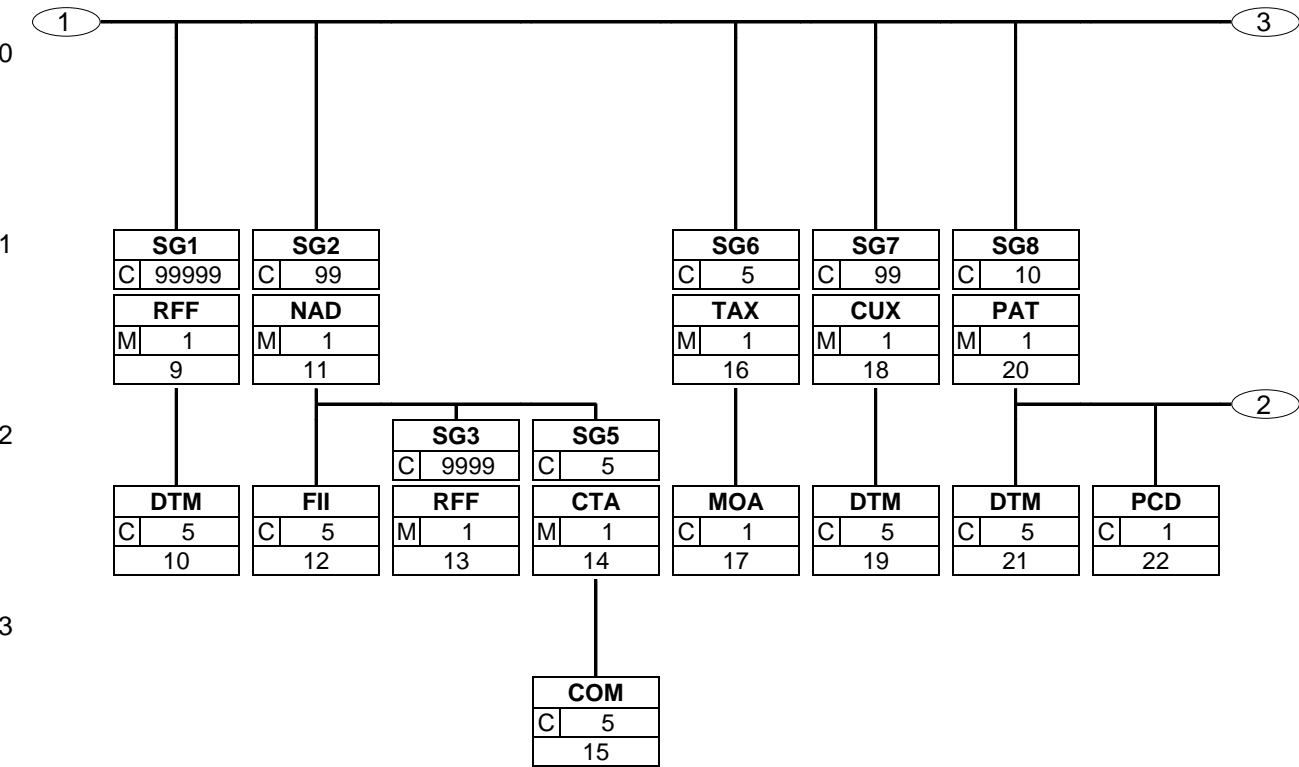 1 3
0
1 SG1 SG2 SG6 SG7 SG8
C 99999 C 99 C 5 C 99 C 10
RFF NAD TAX CUX PAT
M 1 M 1 M 1 M 1 M 1
9 11 16 18 20
2
2 SG3 SG5
C 9999 C 5
DTM FII RFF CTA MOA DTM DTM PCD
C 5 C 5 M 1 M 1 C 1 C 5 C 5 C 1
10 12 13 14 17 19 21 22
3
COM
C 5
15